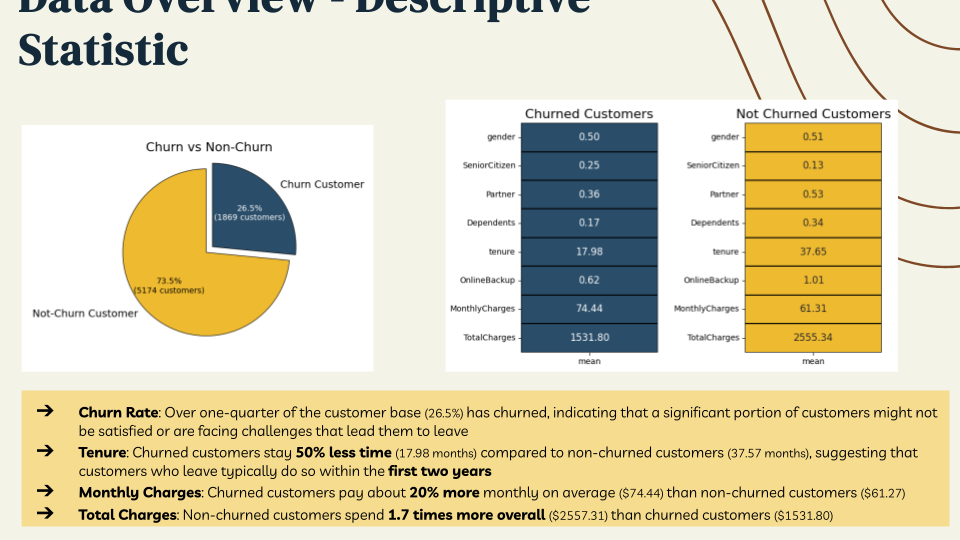 Data Overview - Descriptive
Statistic
Churn vs Non-Churn
Churn Customer
26.5%
(1869 customers)
73.5%
(5174 customers)
Not-Churn Customer
Churned Customers
gender 0.50
SeniorCitizen 0.25
Partner 0.36
Dependents 0.17
tenure 17.98
OnlineBackup 0.62
MonthlyCharges 74.44
TotalCharges 1531.80
mean
Not Churned Customers
gender 0.51
SeniorCitizen 0.13
Partner 0.53
Dependents 0.34
tenure 37.65
OnlineBackup 1.01
MonthlyCharges 61.31
TotalCharges 2555.34
mean
➔ Churn Rate: Over one-quarter of the customer base (26.5%) has churned, indicating that a significant portion of customers might not
be satisfied or are facing challenges that lead them to leave
➔ Tenure: Churned customers stay 50% less time (17.98 months) compared to non-churned customers (37.57 months), suggesting that
customers who leave typically do so within the first two years
➔ Monthly Charges: Churned customers pay about 20% more monthly on average ($74.44) than non-churned customers ($61.27)
➔ Total Charges: Non-churned customers spend 1.7 times more overall ($2557.31) than churned customers ($1531.80)